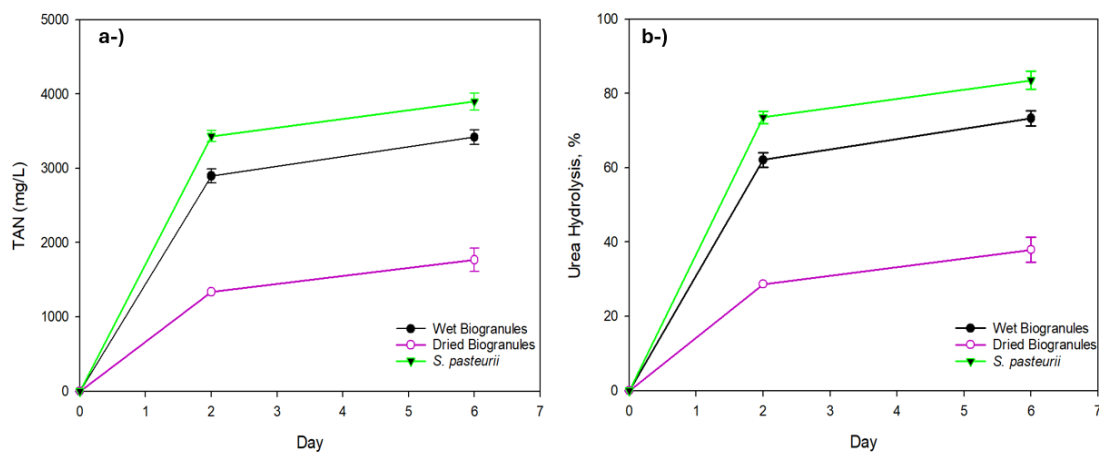 a-)
TAN (mg/L)
5000
4000
3000
2000
1000
0
0 1 2 3 4 5 6 7
Day
Wet Biogranules
Dried Biogranules
S. pasteurii
b-)
Urea Hydrolysis, %
100
80
60
40
20
0
0 1 2 3 4 5 6 7
Day
Wet Biogranules
Dried Biogranules
S. pasteurii